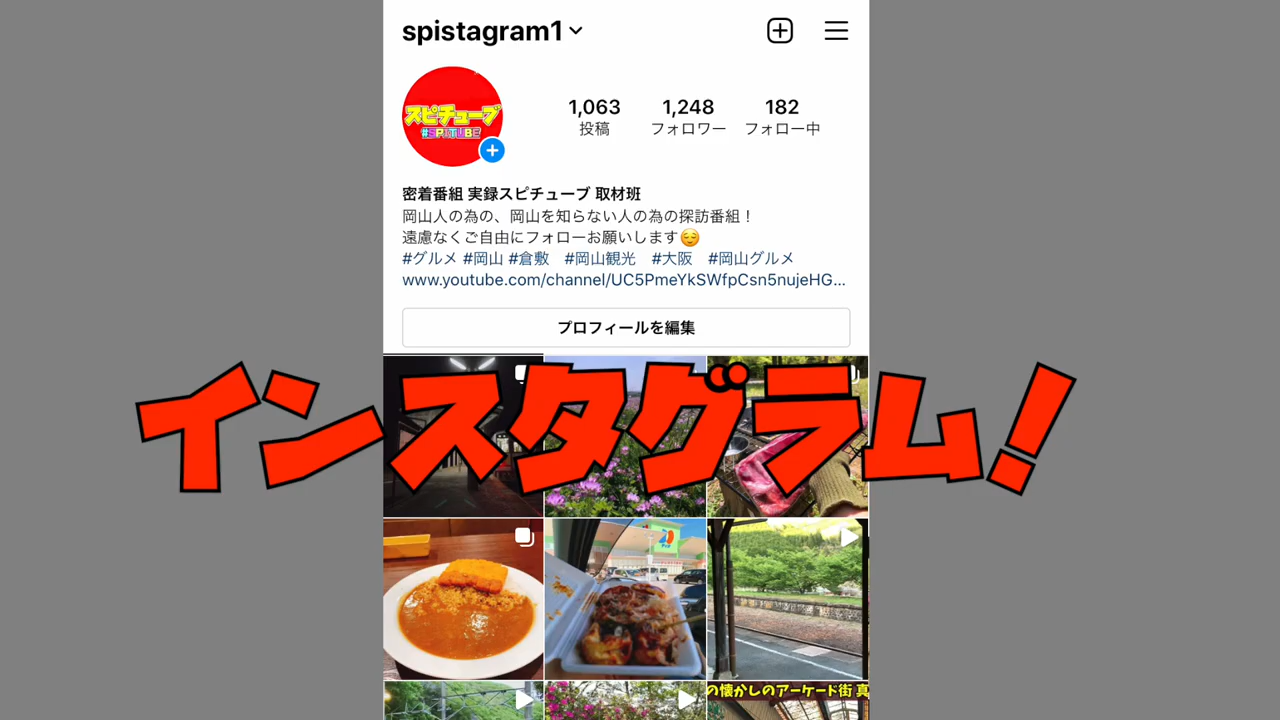 spistagram1
スピチューブ
#SPITUBE
1,063
1,248
182
投稿
フォロワー
フォロー中
密着番組 実録スピチューブ 取材班
岡山人の為の、岡山を知らない人の為の探訪番組！
遠慮なくご自由にフォローお願いします😌
#グルメ #岡山 #倉敷　#岡山観光　#大阪　#岡山グルメ
www.youtube.com/channel/UC5PmeYkSWfpCsn5nujeHG...
プロフィールを編集
インスタグラム！
の懐かしのアーケード街 真